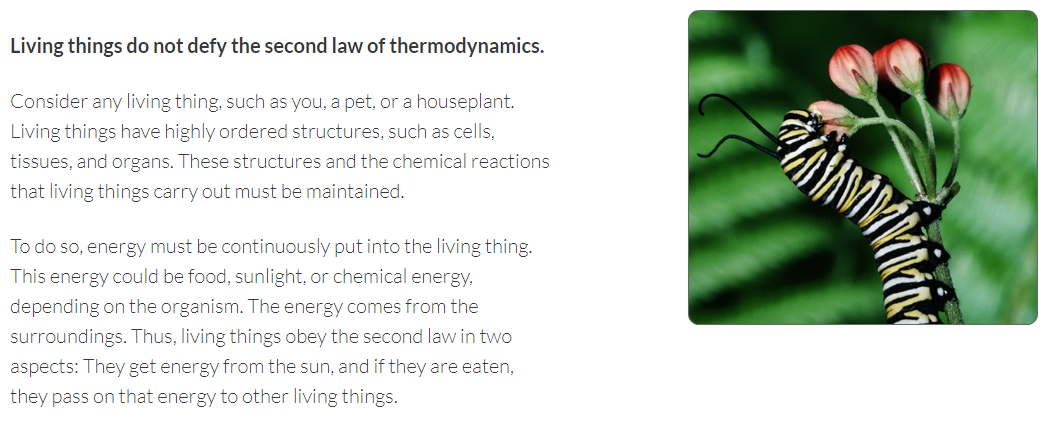 Living things do not defy the second law of thermodynamics.
Consider any living thing, such as you, a pet, or a houseplant.
Living things have highly ordered structures, such as cells,
tissues, and organs. These structures and the chemical reactions
that living things carry out must be maintained.
To do so, energy must be continuously put into the living thing.
This energy could be food, sunlight, or chemical energy,
depending on the organism. The energy comes from the
surroundings. Thus, living things obey the second law in two
aspects: They get energy from the sun, and if they are eaten,
they pass on that energy to other living things.